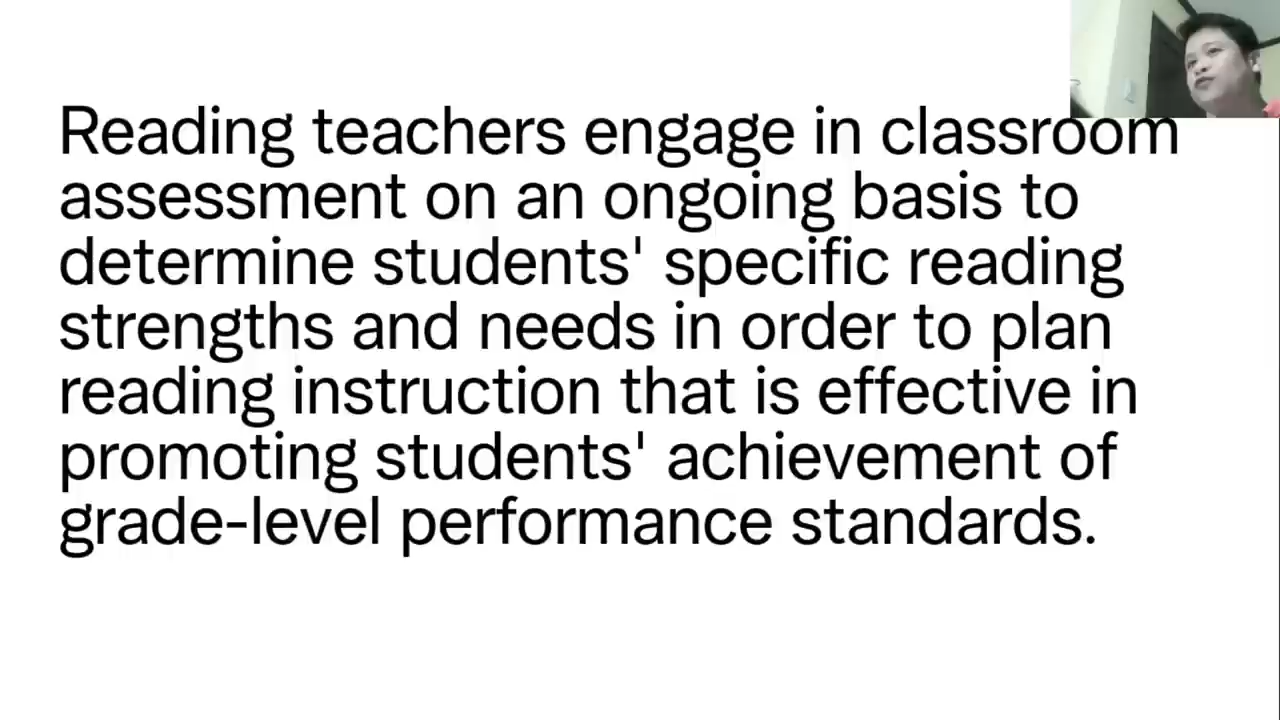 Reading teachers engage in classroom
assessment on an ongoing basis to
determine students' specific reading
strengths and needs in order to plan
reading instruction that is effective in
promoting students' achievement of
grade-level performance standards.